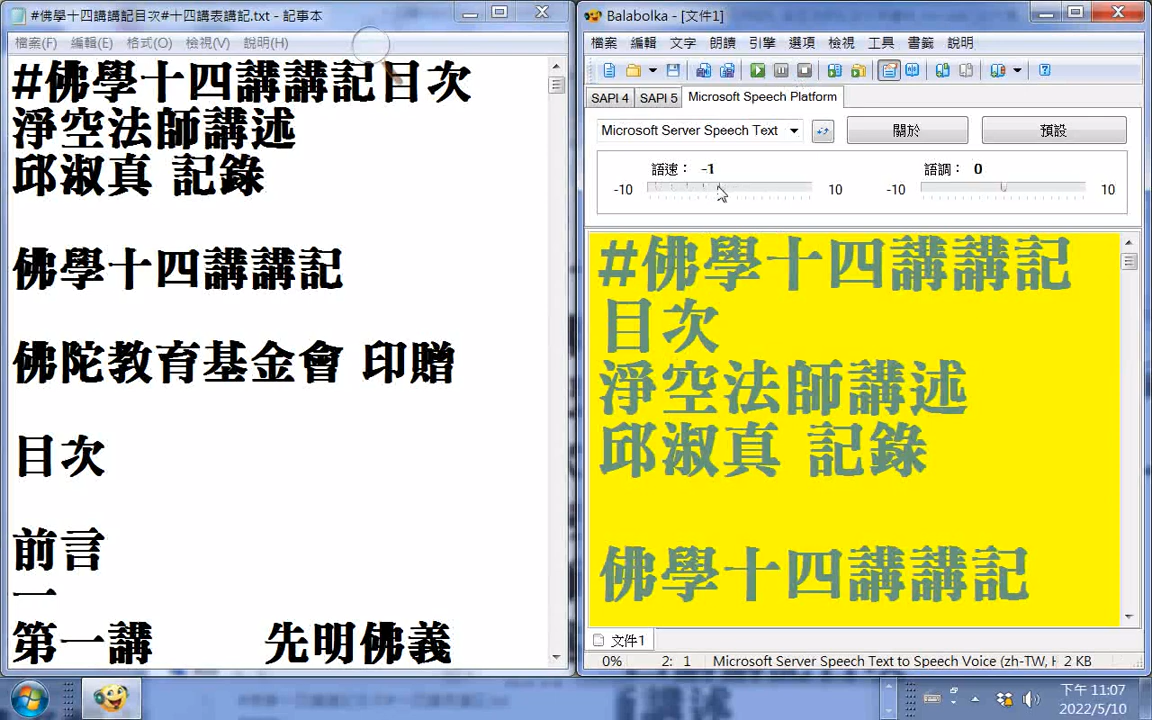 #佛學十四講講記目次#十四講表講記.txt - 記事本
檔案(F) 編輯(E) 格式(O) 檢視(V) 說明(H)
#佛學十四講講記目次
淨空法師講述
邱淑真 記錄
佛學十四講講記
佛陀教育基金會 印贈
目次
前言
一
第一講 先明佛義
Balabolka - [文件1]
檔案 編輯 文字 朗讀 引擎 選項 檢視 工具 書籤 說明
SAPI 4 SAPI 5 Microsoft Speech Platform
Microsoft Server Speech Text 關於 預設
語速： -1 語調： 0
-10 10 -10 10
#佛學十四講講記
目次
淨空法師講述
邱淑真 記錄
佛學十四講講記
文件1
0% 2: 1 Microsoft Server Speech Text to Speech Voice (zh-TW, H 2 KB
下午 11:07
2022/5/10